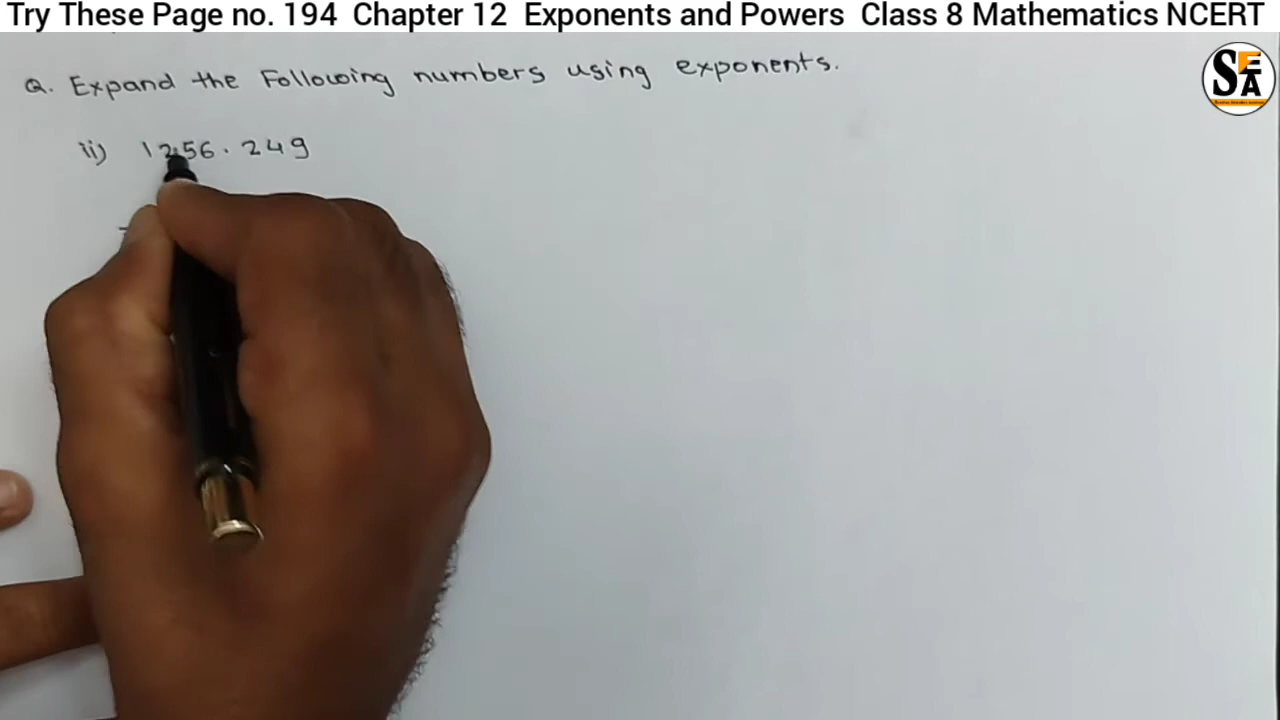 Try These Page no. 194 Chapter 12 Exponents and Powers Class 8 Mathematics NCERT
Q. Expand the Following numbers using exponents.
ii) 1256.249
SEA